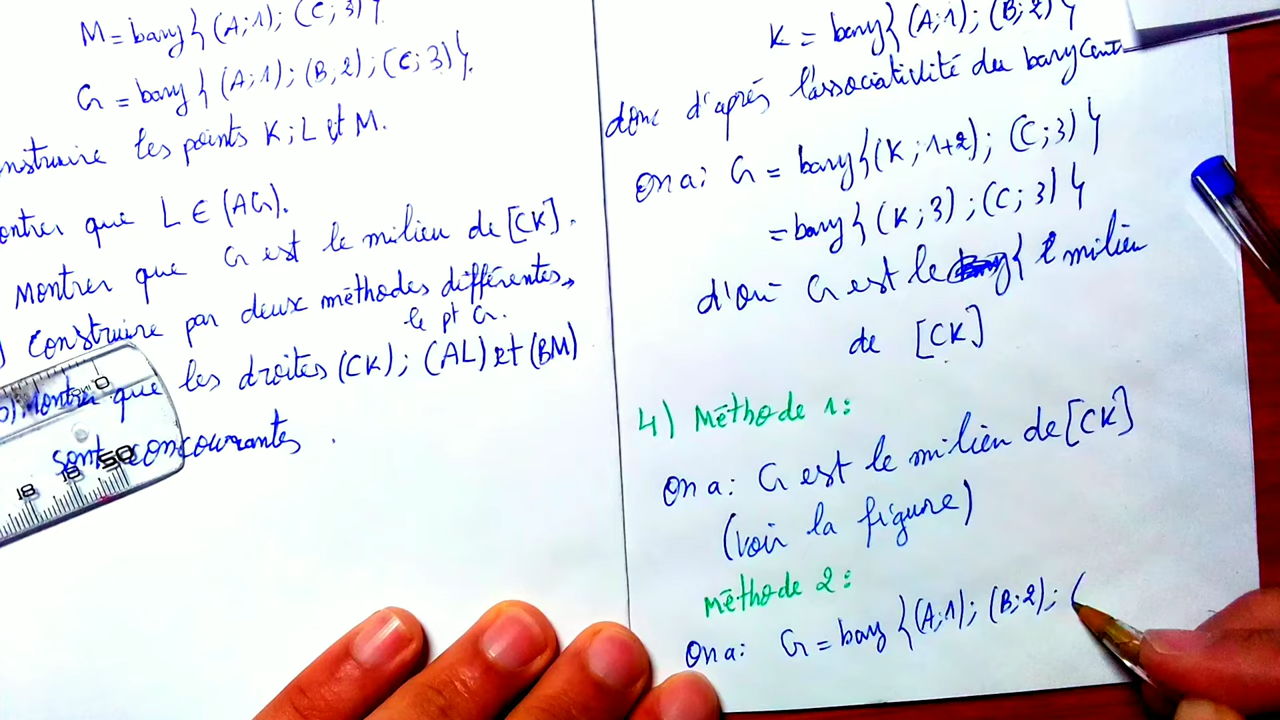 M = bary { (A;1); (C;3) }
G = bary { (A;1); (B,2); (C;3) }.
les points K; L et M.
que L ∈ (AG).
Montrer que G est le milieu de [CK].
Construire par deux méthodes différentes,
le pt G.
Montrer que les droites (CK); (AL) et (BM)
sont concourantes.
0
18 18 50
K = bary { (A;1); (B;2) }
donc d'après l'associativité du barycentre
On a: G = bary {(K;1+2); (C;3) }
= bary { (K;3); (C;3) }
d'où G est le { l milieu
de [CK]
4) Méthode 1:
On a: G est le milieu de [CK]
(voir la figure)
Méthode 2:
On a: G = bary { (A;1); (B;2); (